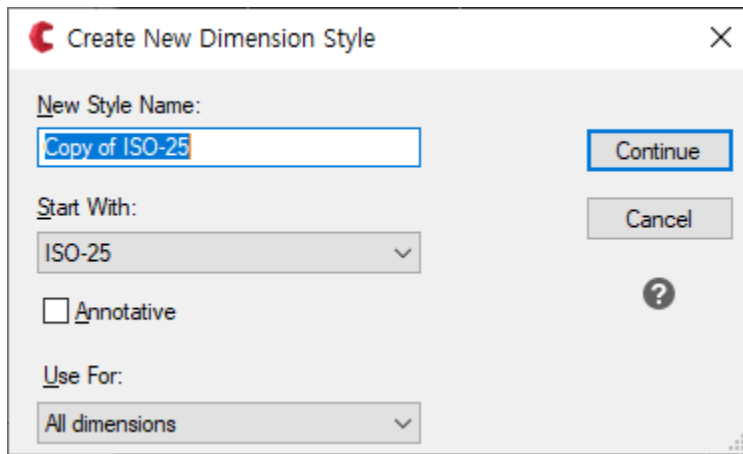 Create New Dimension Style
New Style Name:
Copy of ISO-25
Continue
Start With:
Cancel
ISO-25
Annotative
Use For:
All dimensions